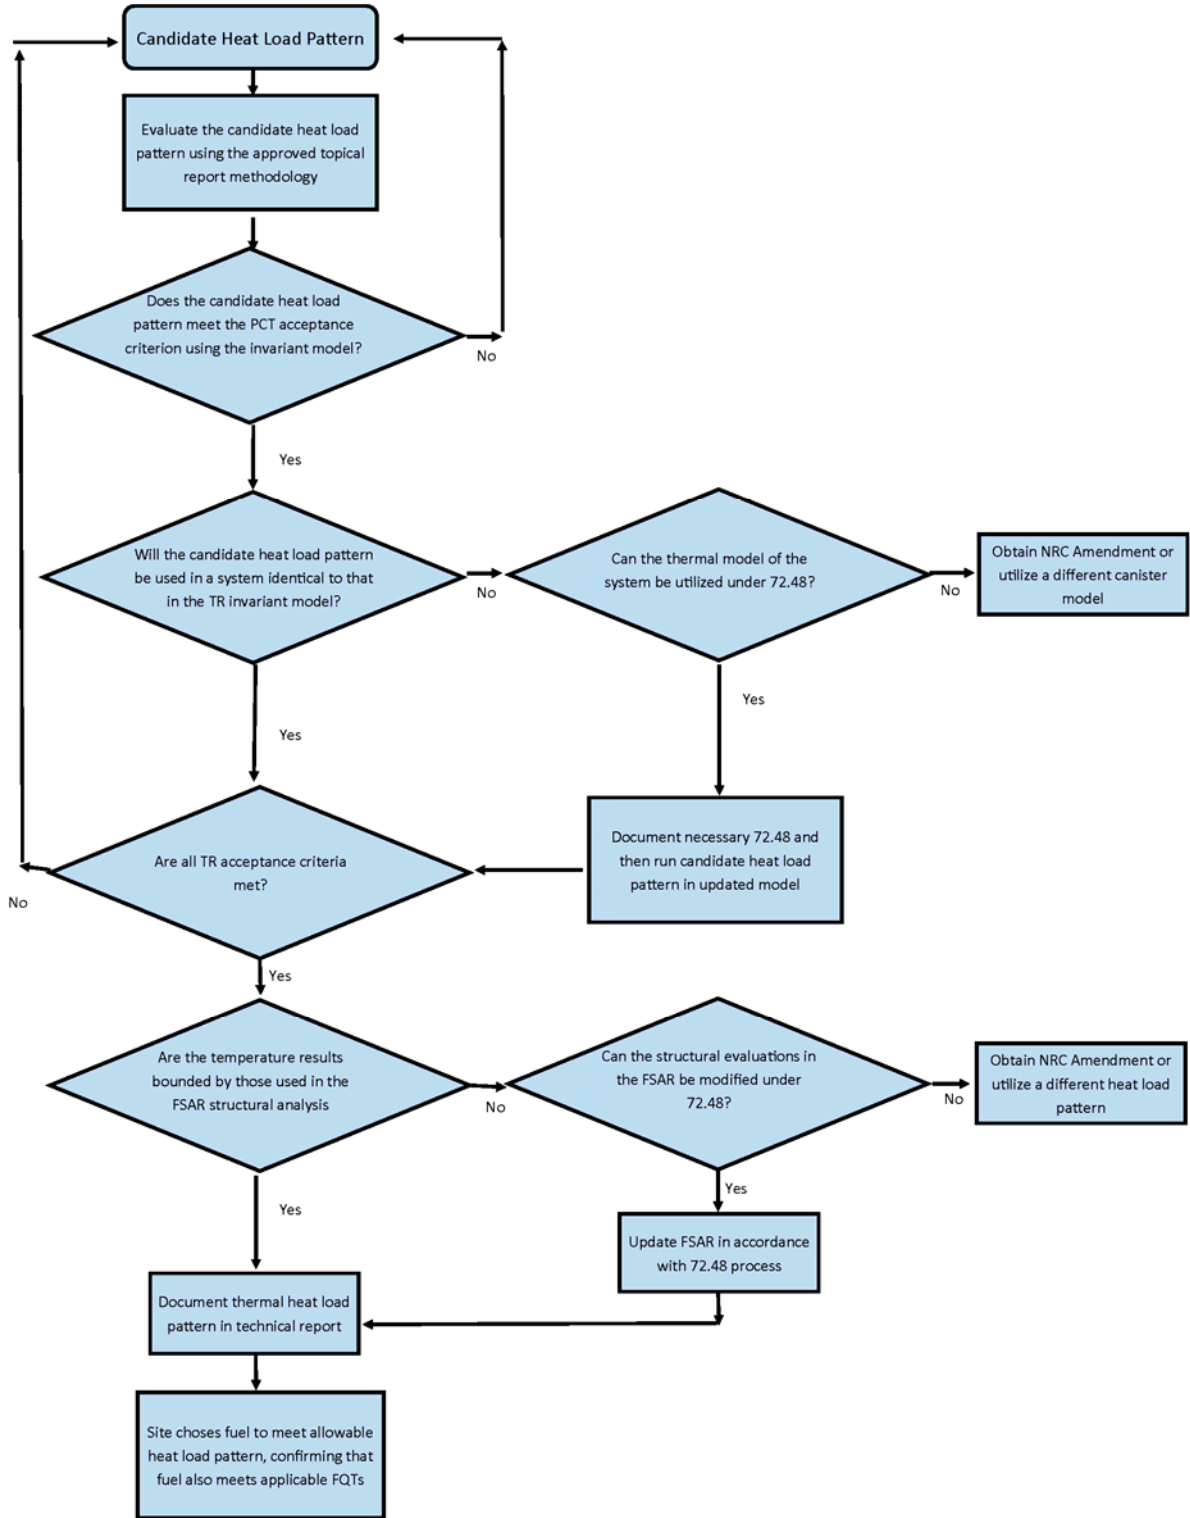 Candidate Heat Load Pattern
Evaluate the candidate heat load
pattern using the approved topical
report methodology
Does the candidate heat load
pattern meet the PCT acceptance
criterion using the invariant model?
No
Yes
Will the candidate heat load pattern
be used in a system identical to that
in the TR invariant model?
No
Can the thermal model of the
system be utilized under 72.48?
No
Obtain NRC Amendment or
utilize a different canister
model
Yes
Yes
Document necessary 72.48 and
then run candidate heat load
pattern in updated model
Are all TR acceptance criteria
met?
No
Yes
Are the temperature results
bounded by those used in the
FSAR structural analysis
No
Can the structural evaluations in
the FSAR be modified under
72.48?
No
Obtain NRC Amendment or
utilize a different heat load
pattern
Yes
Yes
Update FSAR in accordance
with 72.48 process
Document thermal heat load
pattern in technical report
Site choses fuel to meet allowable
heat load pattern, confirming that
fuel also meets applicable FQTs